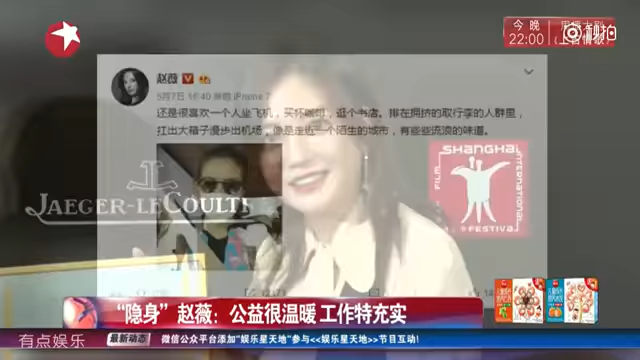 今晚
22:00
秒拍
赵薇
5月7日 16:40 来自 iPhone 7
还是很喜欢一个人坐飞机，买杯咖啡，逛个书店。排在拥挤的取行李的人群里，
扛出大箱子漫步出机场，像是走近一个陌生的城市，有些些流浪的味道。
JAEGER-LECOULTRE
SHANGHAI
INTERNATIONAL
FILM
FESTIVAL
“隐身”赵薇：公益很温暖 工作特充实
有点娱乐
最新动态
微信公众平台添加"娱乐星天地"参与<<娱乐星天地>>节目互动!